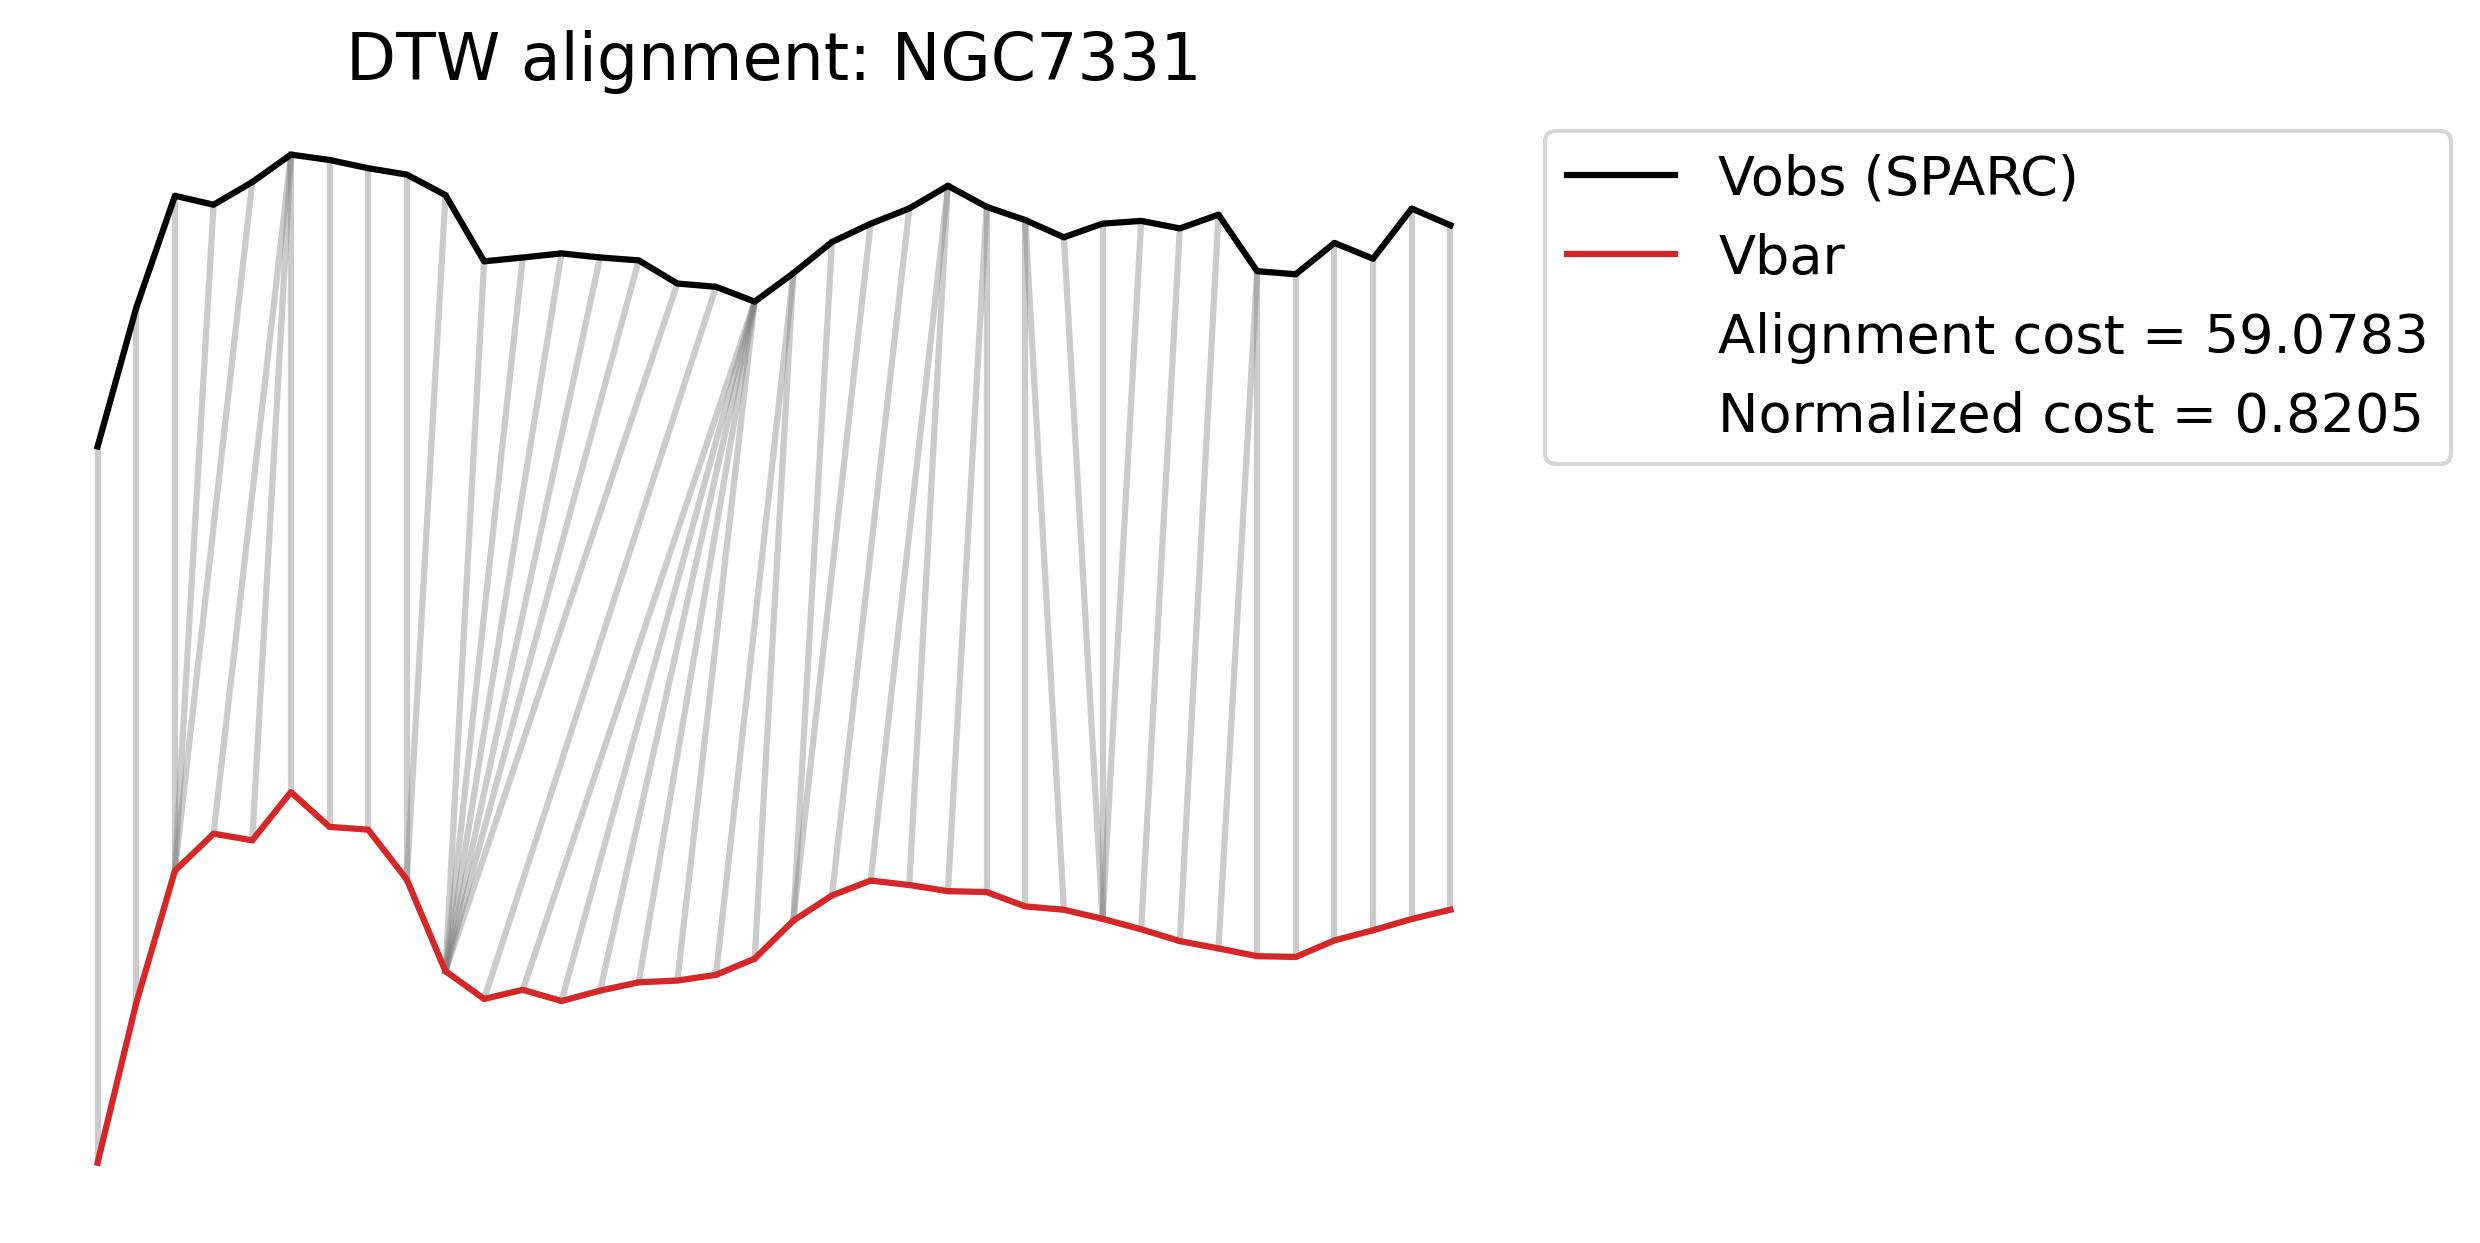 DTW alignment: NGC7331
Vobs (SPARC)
Vbar
Alignment cost = 59.0783
Normalized cost = 0.8205